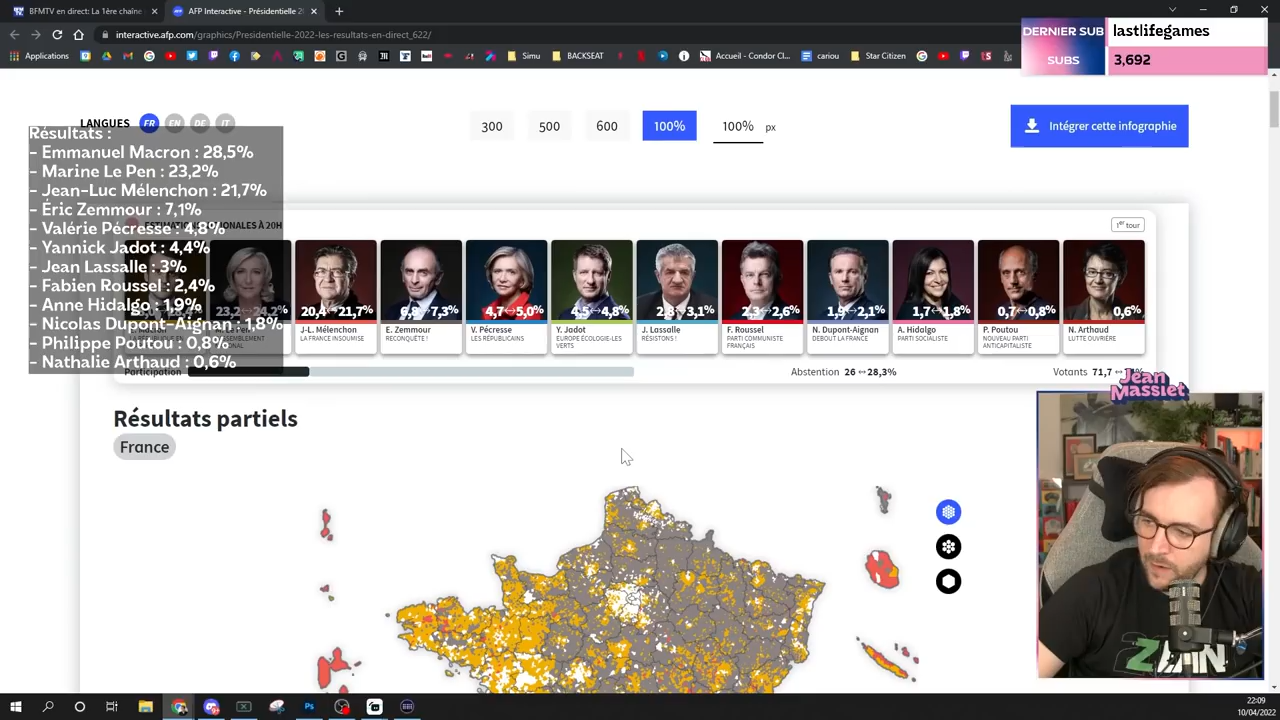 BFMTV en direct: La 1ère chaîne
AFP Interactive - Présidentielle 2
interactive.afp.com/graphics/Presidentielle-2022-les-resultats-en-direct_622/
Applications
Simu
BACKSEAT
Accueil - Condor Cl...
cariou
Star Citizen
DERNIER SUB
lastlifegames
SUBS
3,692
LANGUES
FR
EN
DE
IT
300
500
600
100%
100%
px
Intégrer cette infographie
Résultats :
- Emmanuel Macron : 28,5%
- Marine Le Pen : 23,2%
- Jean-Luc Mélenchon : 21,7%
- Éric Zemmour : 7,1%
- Valérie Pécresse : 4,8%
- Yannick Jadot : 4,4%
- Jean Lassalle : 3%
- Fabien Roussel : 2,4%
- Anne Hidalgo : 1,9%
- Nicolas Dupont-Aignan : 1,8%
- Philippe Poutou : 0,8%
- Nathalie Arthaud : 0,6%
1er tour
23,2↔24,2%
20,4↔21,7%
J-L. Mélenchon
LA FRANCE INSOUMISE
6,8↔7,3%
E. Zemmour
RECONQUÊTE !
4,7↔5,0%
V. Pécresse
LES RÉPUBLICAINS
4,5↔4,8%
Y. Jadot
EUROPE ÉCOLOGIE-LES
VERTS
2,8↔3,1%
J. Lassalle
RÉSISTONS !
2,3↔2,6%
F. Roussel
PARTI COMMUNISTE
FRANÇAIS
1,9↔2,1%
N. Dupont-Aignan
DEBOUT LA FRANCE
1,7↔1,8%
A. Hidalgo
PARTI SOCIALISTE
0,7↔0,8%
P. Poutou
NOUVEAU PARTI
ANTICAPITALISTE
0,6%
N. Arthaud
LUTTE OUVRIÈRE
Participation
Abstention 26↔28,3%
Votants 71,7↔
Jean
Massiet
Résultats partiels
France
22:09
10/04/2022